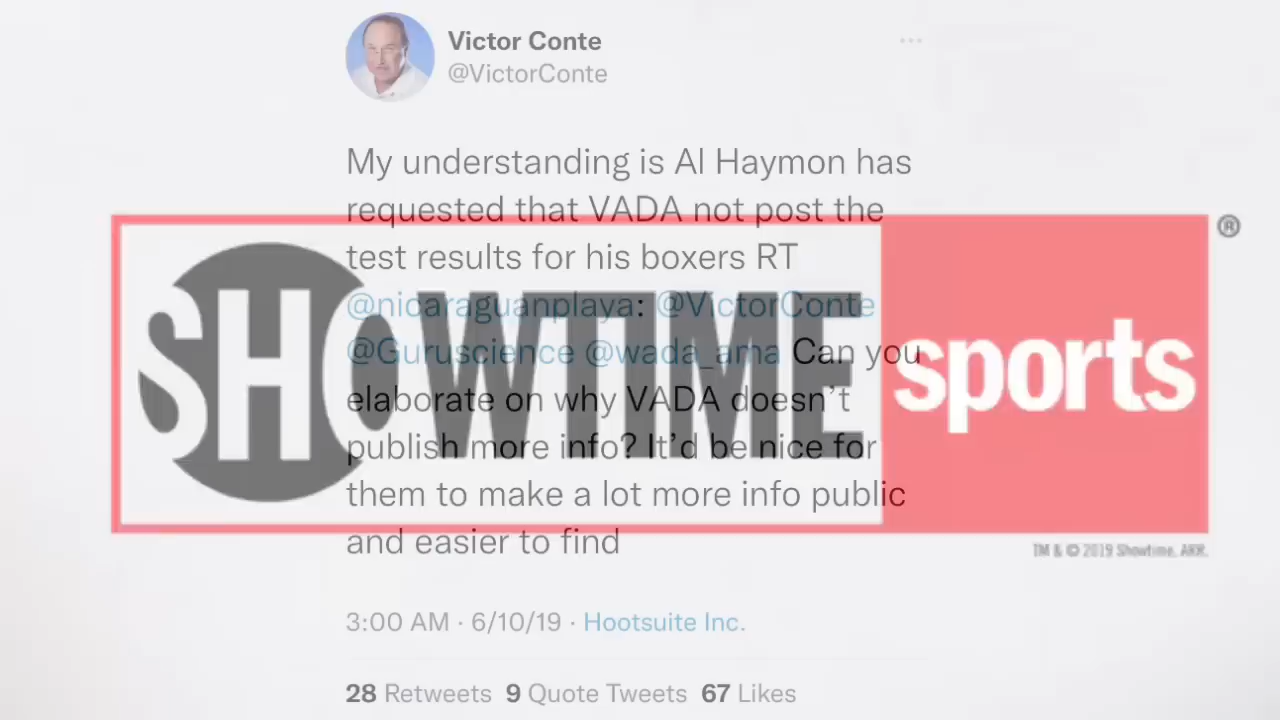 Victor Conte
@VictorConte
My understanding is Al Haymon has
requested that VADA not post the
test results for his boxers RT
@nicaraguanplaya: @VictorConte
@Guruscience @wada_ama Can you
elaborate on why VADA doesn't
publish more info? It'd be nice for
them to make a lot more info public
and easier to find
SHOWTIME sports ®
TM & © 2019 Showtime. AKR.
3:00 AM · 6/10/19 · Hootsuite Inc.
28 Retweets 9 Quote Tweets 67 Likes